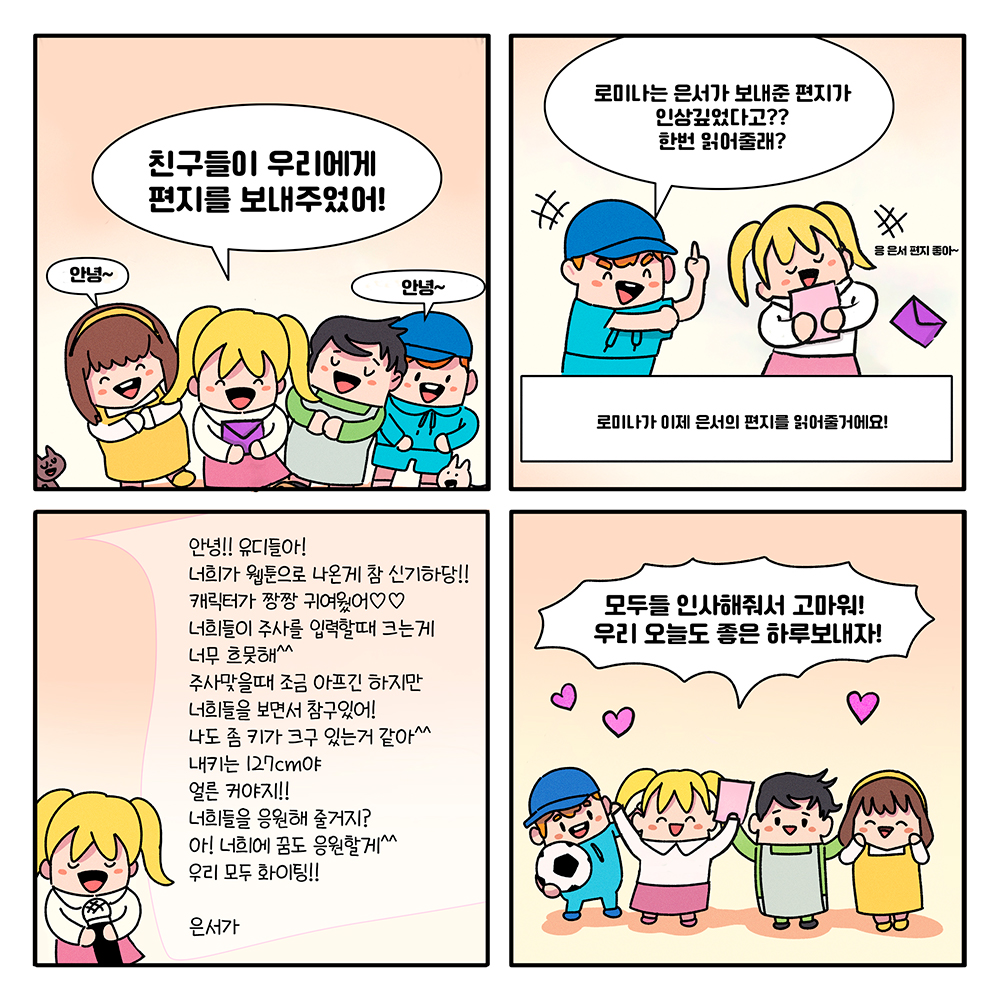 친구들이 우리에게
편지를 보내주었어!
안녕~
안녕~
로미나는 은서가 보내준 편지가
인상깊었다고??
한번 읽어줄래?
응 은서 편지 좋아~
로미나가 이제 은서의 편지를 읽어줄거에요!
안녕!! 유디들아!
너희가 웹툰으로 나온게 참 신기하당!!
캐릭터가 짱짱 귀여웠어♡♡
너희들이 주사를 입력할때 크는게
너무 흐뭇해^^
주사맞을때 조금 아프긴 하지만
너희들을 보면서 참구있어!
나도 좀 키가 크구 있는거 같아^^
내키는 127cm야
얼른 커야지!!
너희들을 응원해 줄거지?
아! 너희에 꿈도 응원할게^^
우리 모두 화이팅!!
은서가
모두들 인사해줘서 고마워!
우리 오늘도 좋은 하루보내자!